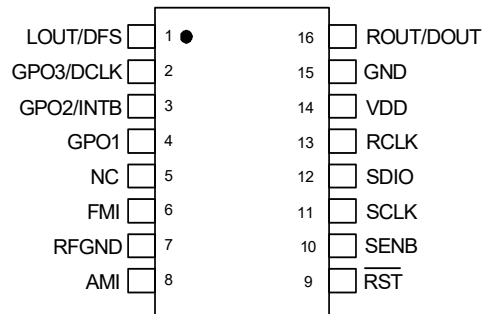 LOUT/DFS 1 16 ROUT/DOUT
GPO3/DCLK 2 15 GND
GPO2/INTB 3 14 VDD
GPO1 4 13 RCLK
NC 5 12 SDIO
FMI 6 11 SCLK
RFGND 7 10 SENB
AMI 8 9 RST